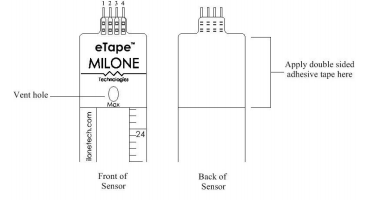 1 2 3 4
eTape™
MILONE
Technologies
Vent hole
Max
24
ilonetech.com
Apply double sided
adhesive tape here
Front of
Sensor
Back of
Sensor